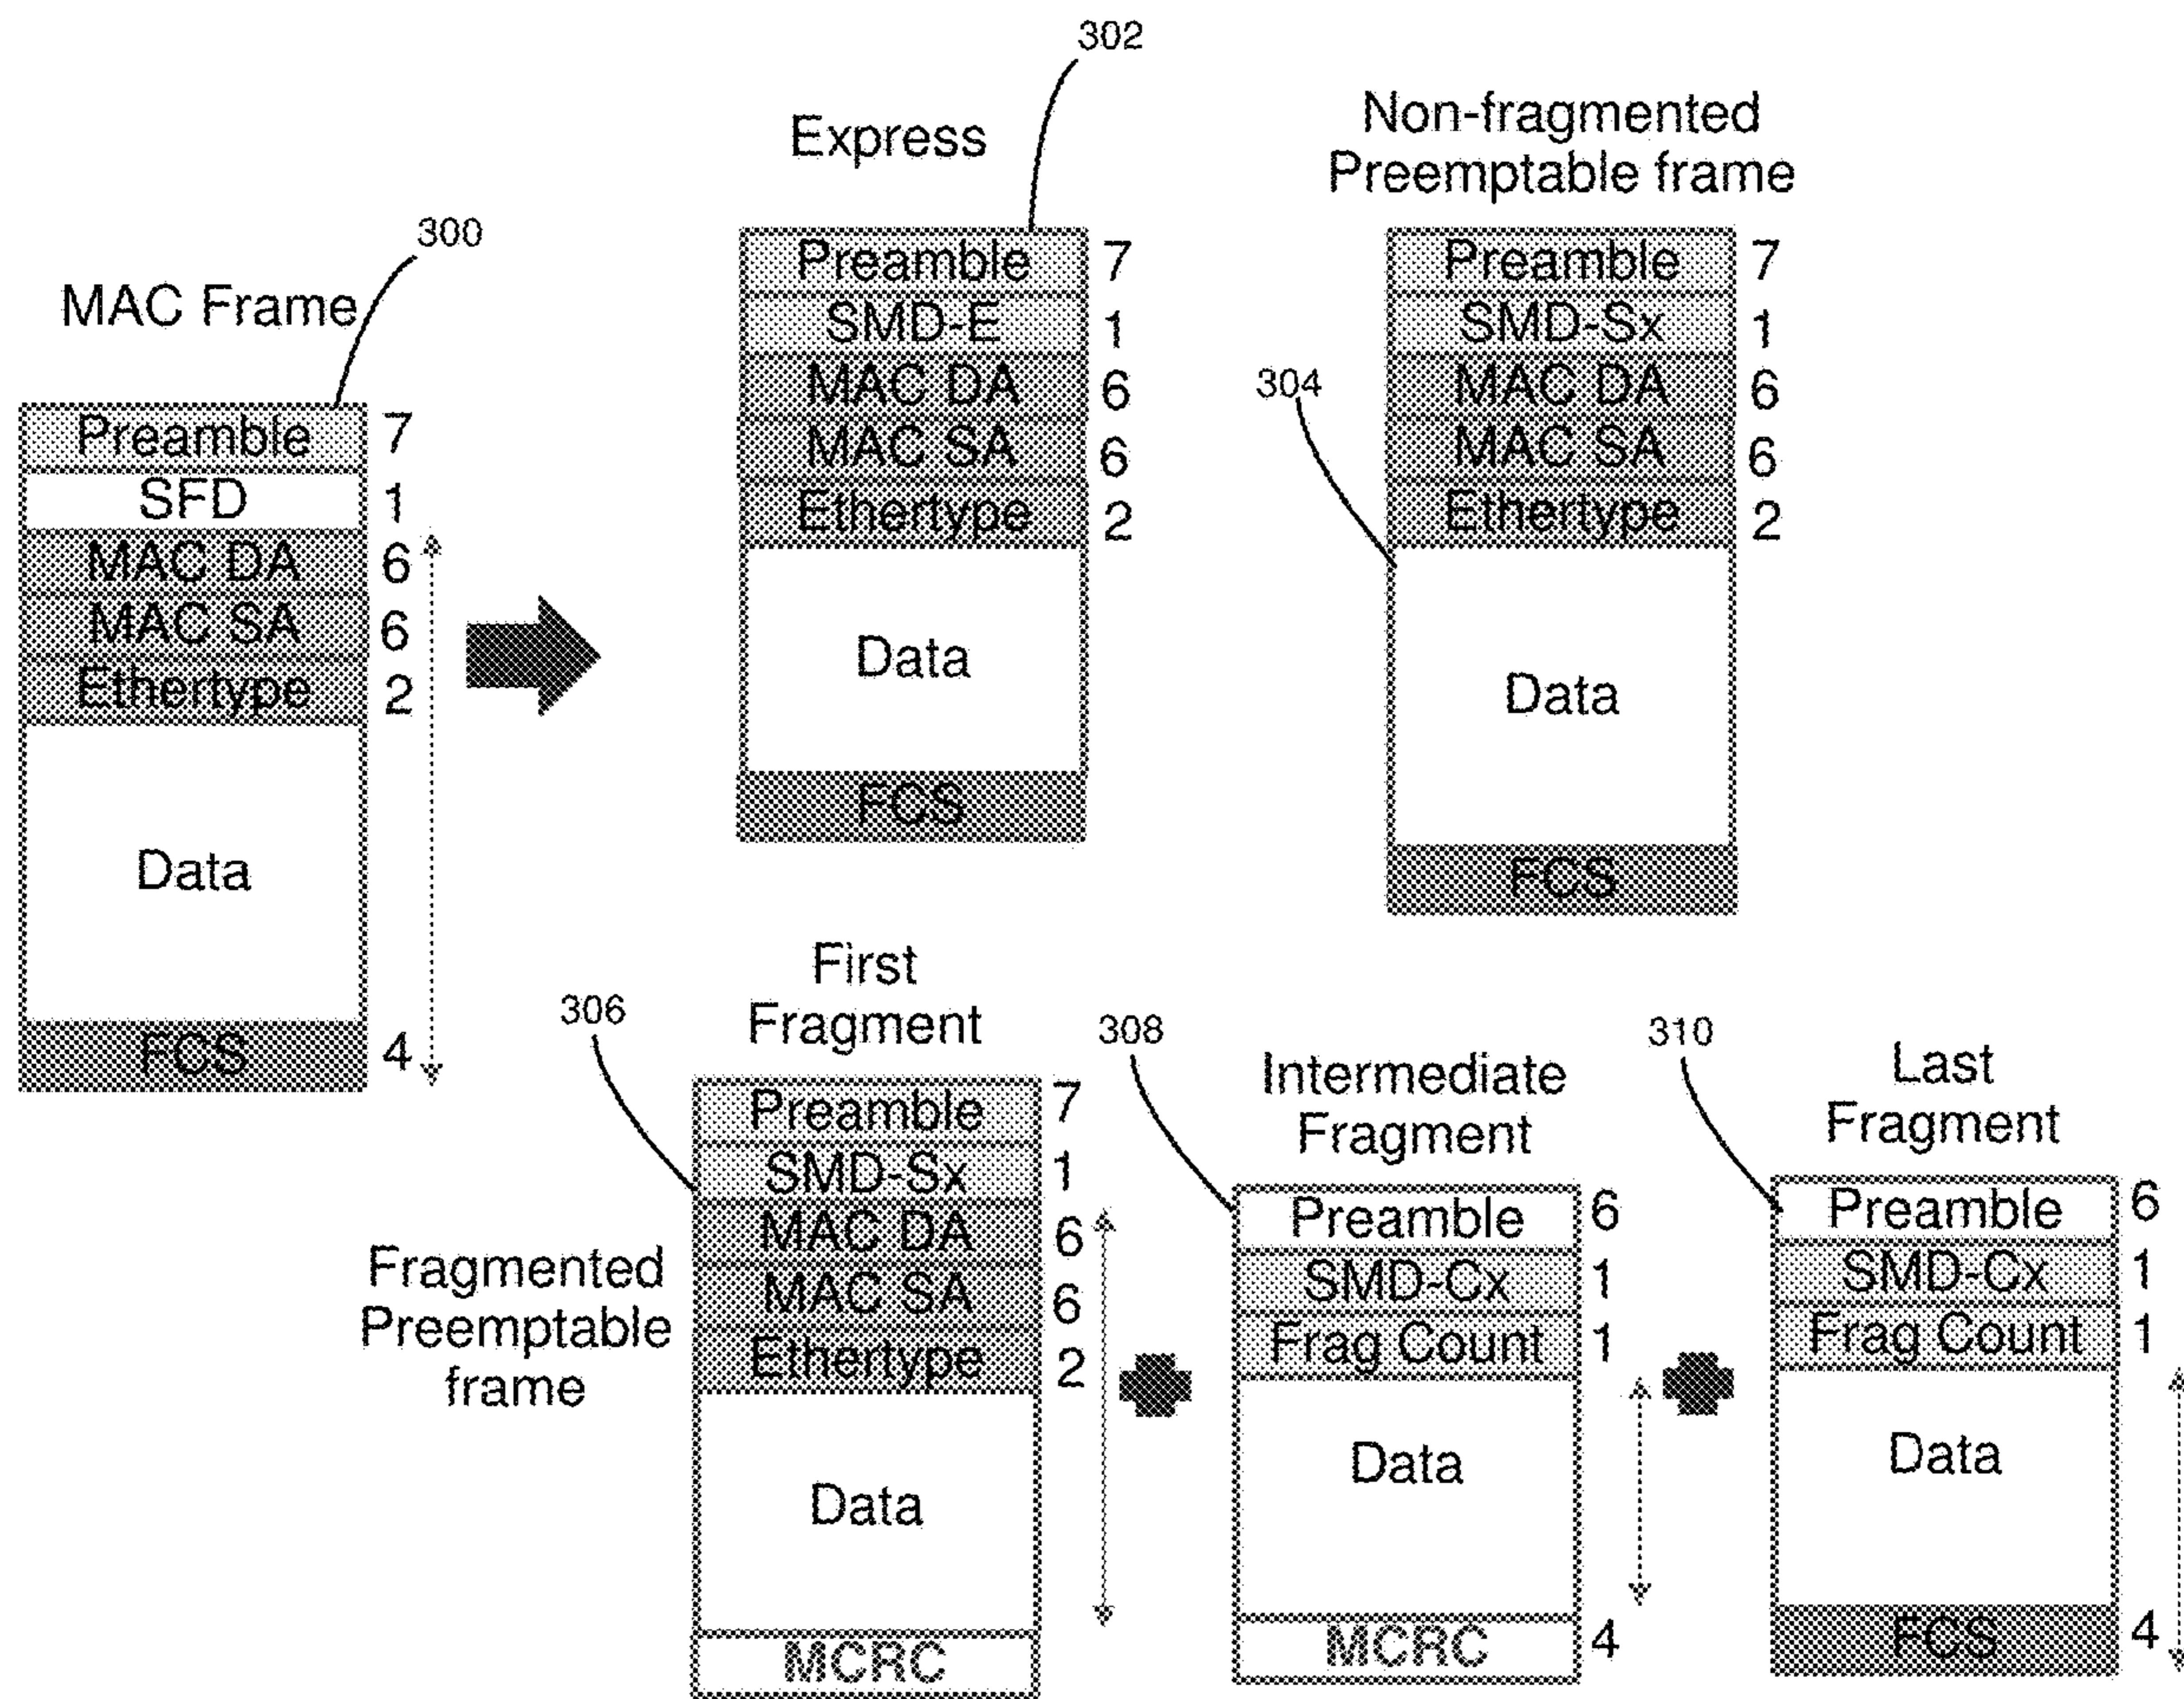 302
Express
Preamble 7
SMD-E 1
MAC DA 6
MAC SA 6
Ethertype 2
Data
FCS
Non-fragmented
Preemptable frame
304
Preamble 7
SMD-Sx 1
MAC DA 6
MAC SA 6
Ethertype 2
Data
FCS
300
MAC Frame
Preamble 7
SFD 1
MAC DA 6
MAC SA 6
Ethertype 2
Data
FCS 4
Fragmented
Preemptable
frame
306
First
Fragment
Preamble 7
SMD-Sx 1
MAC DA 6
MAC SA 6
Ethertype 2
Data
MCRC
308
Intermediate
Fragment
Preamble 6
SMD-Cx 1
Frag Count 1
Data
MCRC 4
310
Last
Fragment
Preamble 6
SMD-Cx 1
Frag Count 1
Data
FCS 4